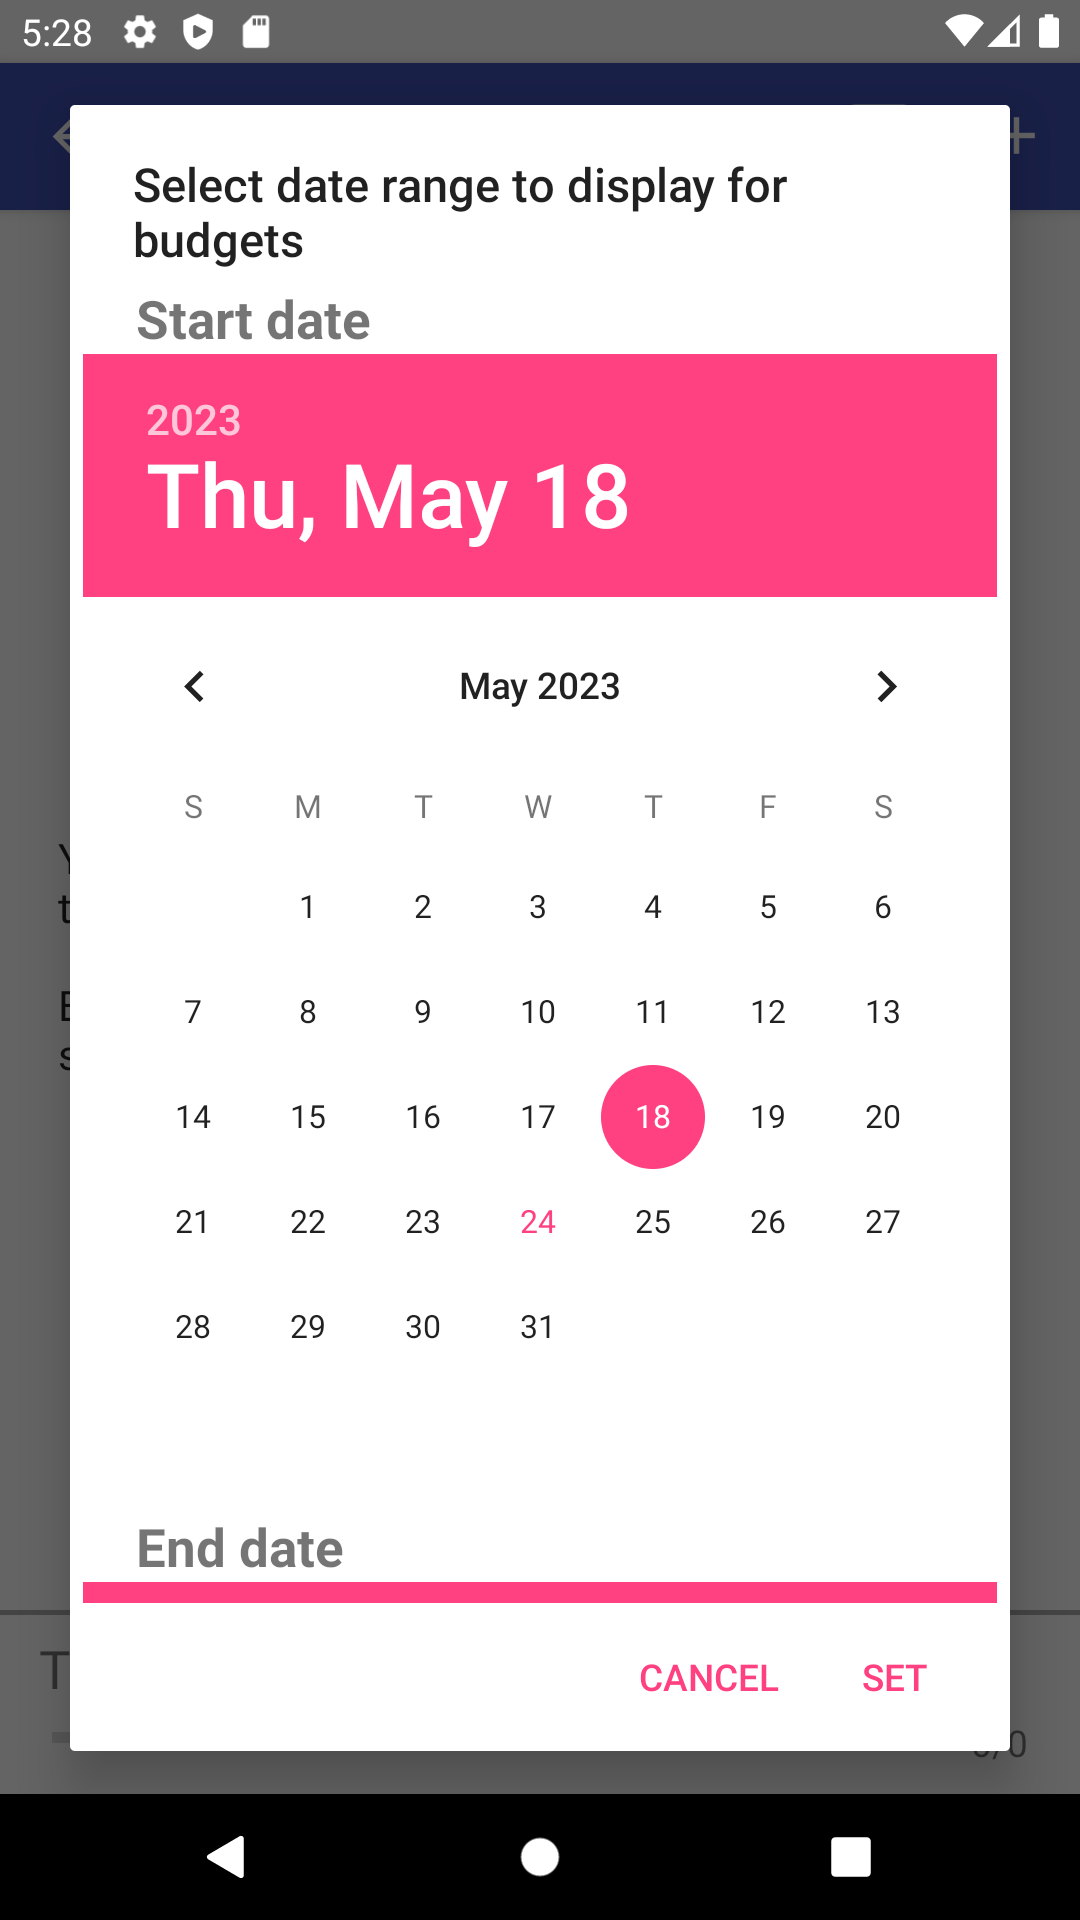 5:28
Select date range to display for
budgets
Start date
2023
Thu, May 18
May 2023
S M T W T F S
1 2 3 4 5 6
7 8 9 10 11 12 13
14 15 16 17 18 19 20
21 22 23 24 25 26 27
28 29 30 31
End date
CANCEL SET